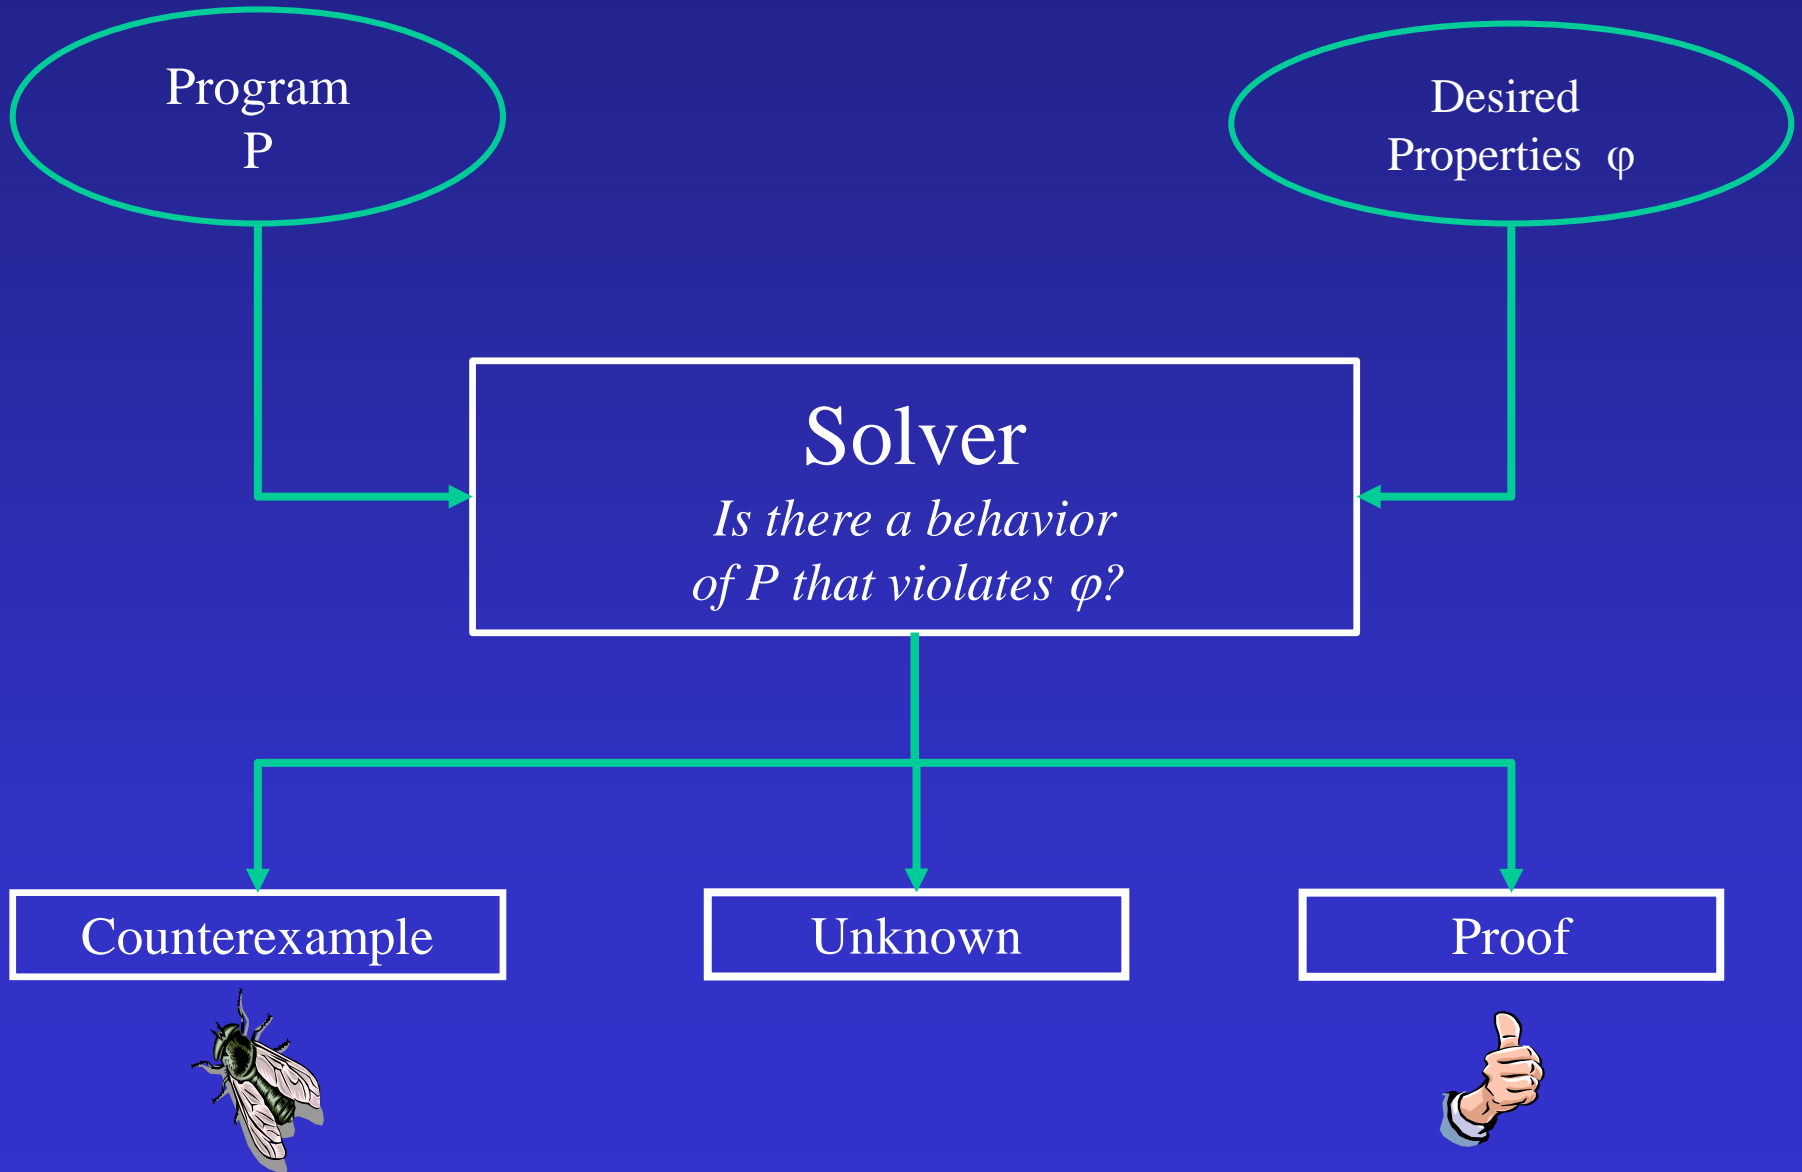 Program
P
Desired
Properties φ
Solver
Is there a behavior
of P that violates φ?
Counterexample
Unknown
Proof